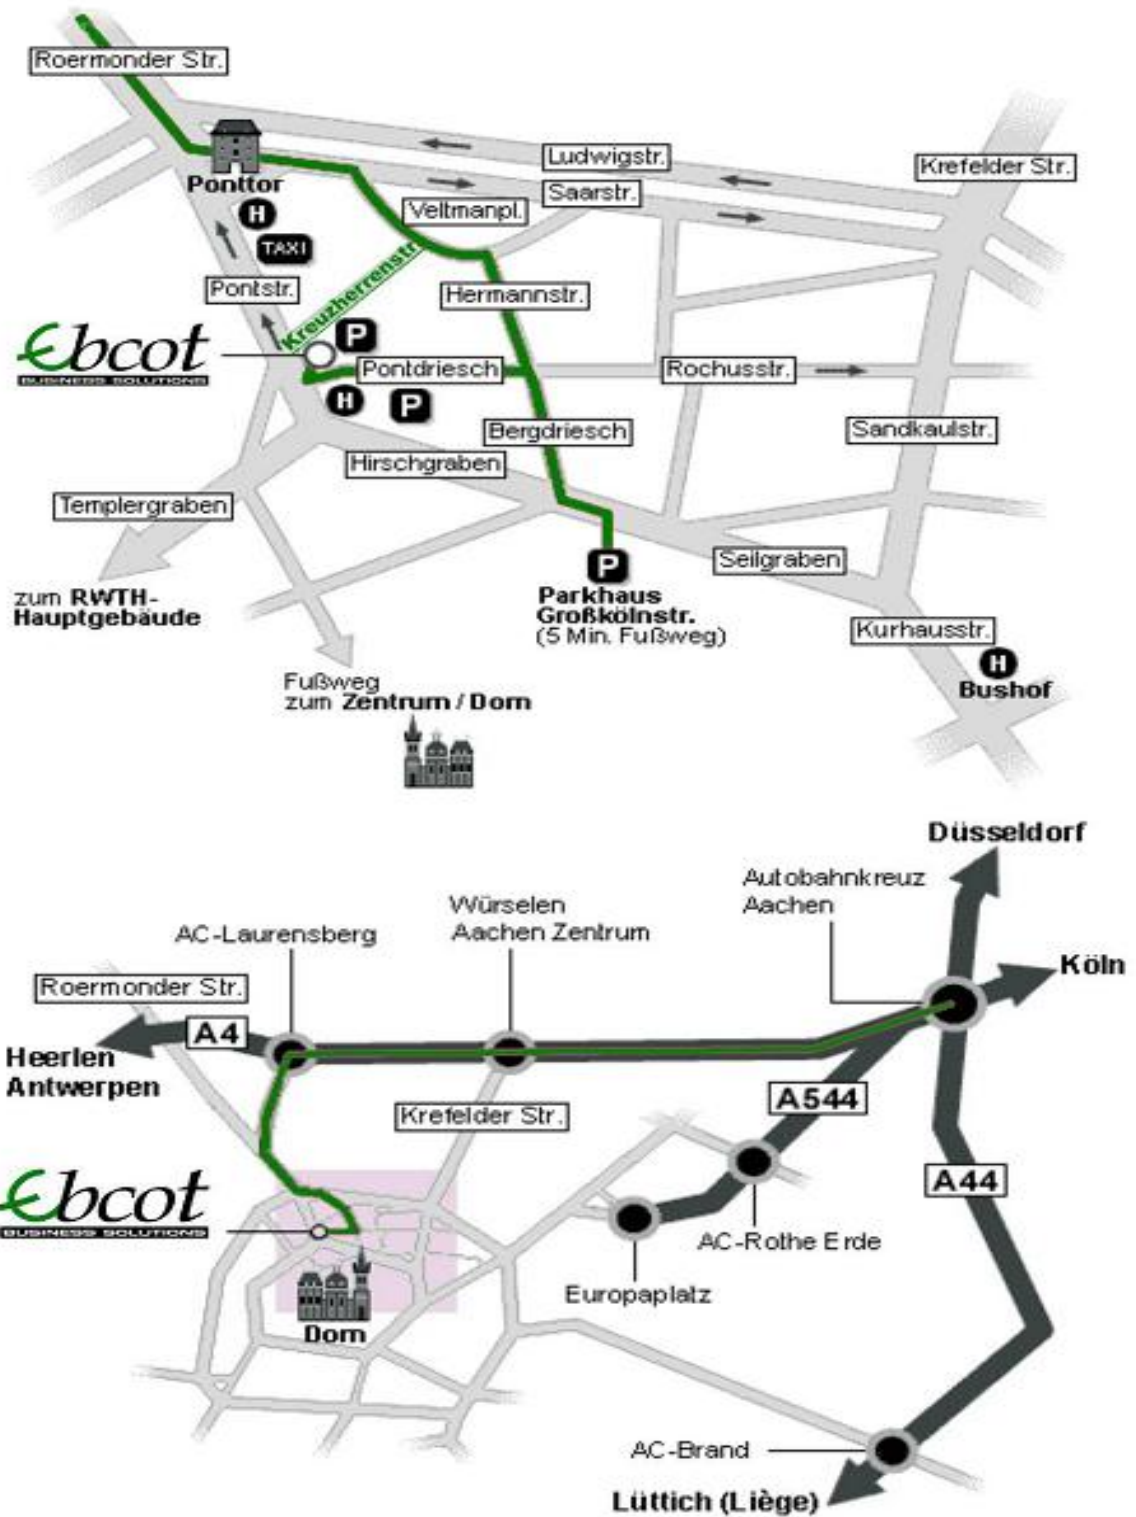 Roermonder Str.
Ludwigstr.
Krefelder Str.
Ponttor
Saarstr.
H
Veltmanpl.
TAXI
Pontstr.
Kreuzherrenstr.
Hermannstr.
P
Ebcot
BUSINESS SOLUTIONS
Pontdriesch
Rochusstr.
H
P
Bergdriesch
Sandkaulstr.
Hirschgraben
Templergraben
Seilgraben
P
zum RWTH-
Hauptgebäude
Parkhaus
Großkölnstr.
(5 Min. Fußweg)
Kurhausstr.
H
Bushof
Fußweg
zum Zentrum / Dom
Düsseldorf
Autobahnkreuz
Aachen
Würselen
Aachen Zentrum
AC-Laurensberg
Köln
Roermonder Str.
A4
Heerlen
Antwerpen
A544
Krefelder Str.
A44
Ebcot
BUSINESS SOLUTIONS
AC-Rothe Erde
Europaplatz
Dom
AC-Brand
Lüttich (Liège)